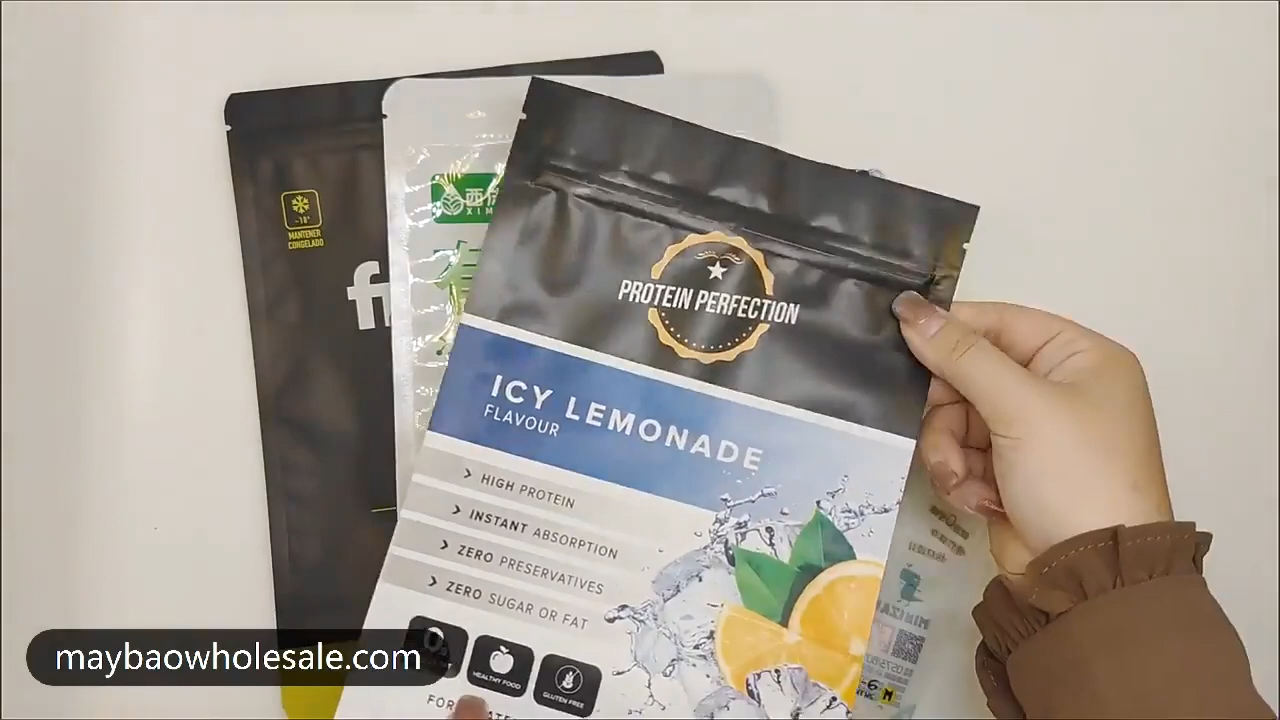 -18°
MANTENER
CONGELADO
XIM
PROTEIN PERFECTION
ICY LEMONADE
FLAVOUR
HIGH PROTEIN
INSTANT ABSORPTION
ZERO PRESERVATIVES
ZERO SUGAR OR FAT
HEALTHY FOOD
GLUTEN FREE
maybaowholesale.com